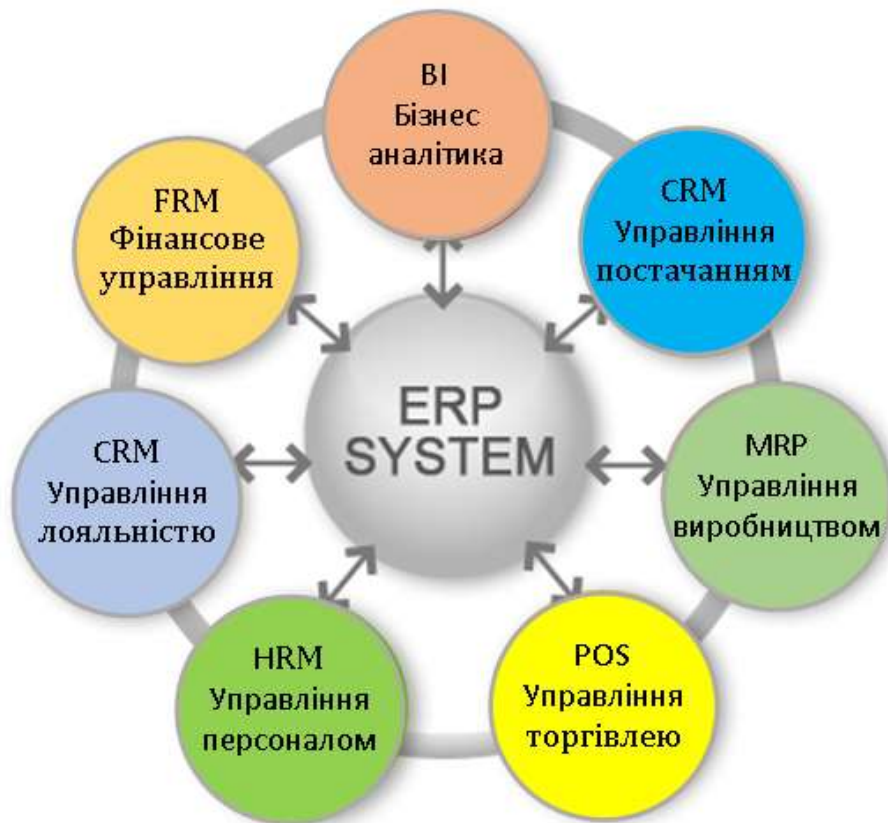 BI
Бізнес
аналітика
CRM
Управління
постачанням
MRP
Управління
виробництвом
POS
Управління
торгівлею
HRM
Управління
персоналом
CRM
Управління
лояльністю
FRM
Фінансове
управління
ERP
SYSTEM